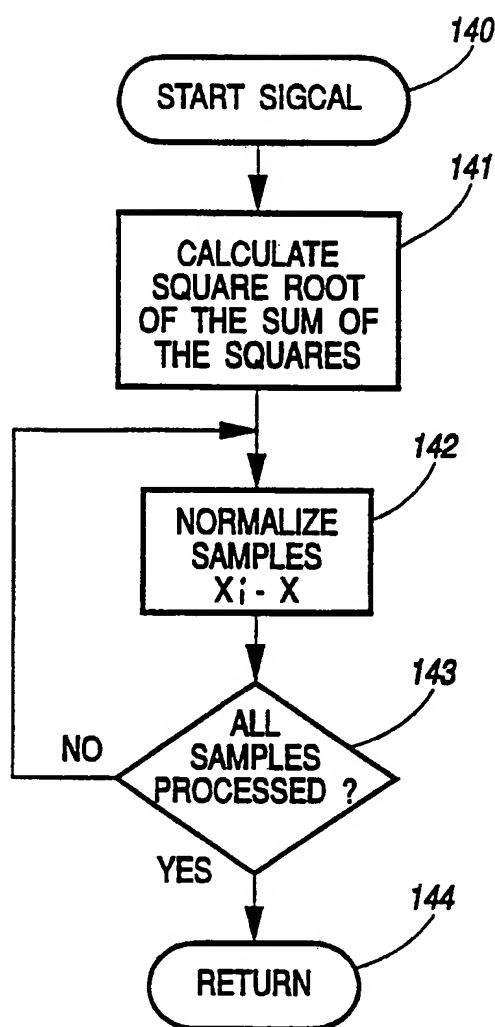 140
START SIGCAL
141
CALCULATE
SQUARE ROOT
OF THE SUM OF
THE SQUARES
142
NORMALIZE
SAMPLES
Xi - X
143
ALL
SAMPLES
PROCESSED ?
NO
YES
144
RETURN